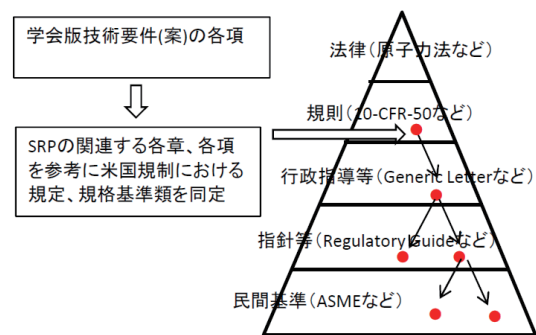 学会版技術要件(案)の各項
SRPの関連する各章、各項
を参考に米国規制における
規定、規格基準類を同定
法律(原子力法など)
規則(10-CFR-50など)
行政指導等(Generic Letterなど)
指針等(Regulatory Guideなど)
民間基準(ASMEなど)